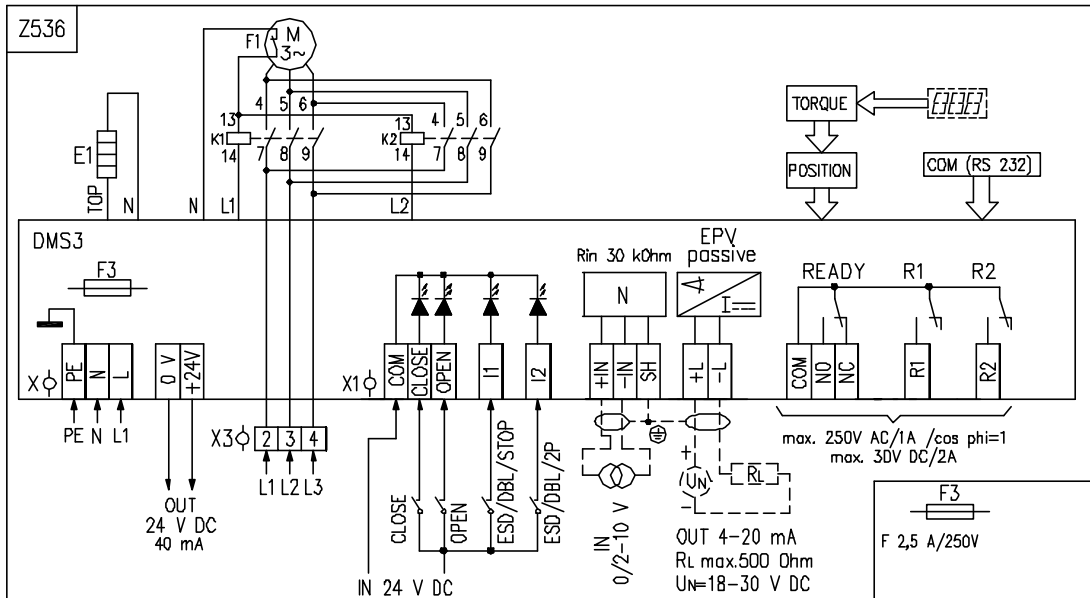 Z536
F1
M
3~
4 5 6
4 5 6
13
13
K1
K2
14
7 8 9
14
7 8 9
TORQUE
E1
POSITION
COM (RS 232)
TOP
N
N
L1
L2
DMS3
F3
Rin 30 kOhm
EPV
passive
N
I
READY
R1
R2
X
PE
N
L
0 V
+24V
X1
COM
CLOSE
OPEN
I1
I2
+IN
-IN
SH
+L
-L
COM
NO
NC
R1
R2
PE N L1
X3
2 3 4
L1 L2 L3
OUT
24 V DC
40 mA
CLOSE
OPEN
ESD/DBL/STOP
ESD/DBL/2P
IN 24 V DC
IN
0/2-10 V
+
UN
-
RL
OUT 4-20 mA
RL max.500 Ohm
UN=18-30 V DC
max. 250V AC/1A /cos phi=1
max. 30V DC/2A
F3
F 2,5 A/250V